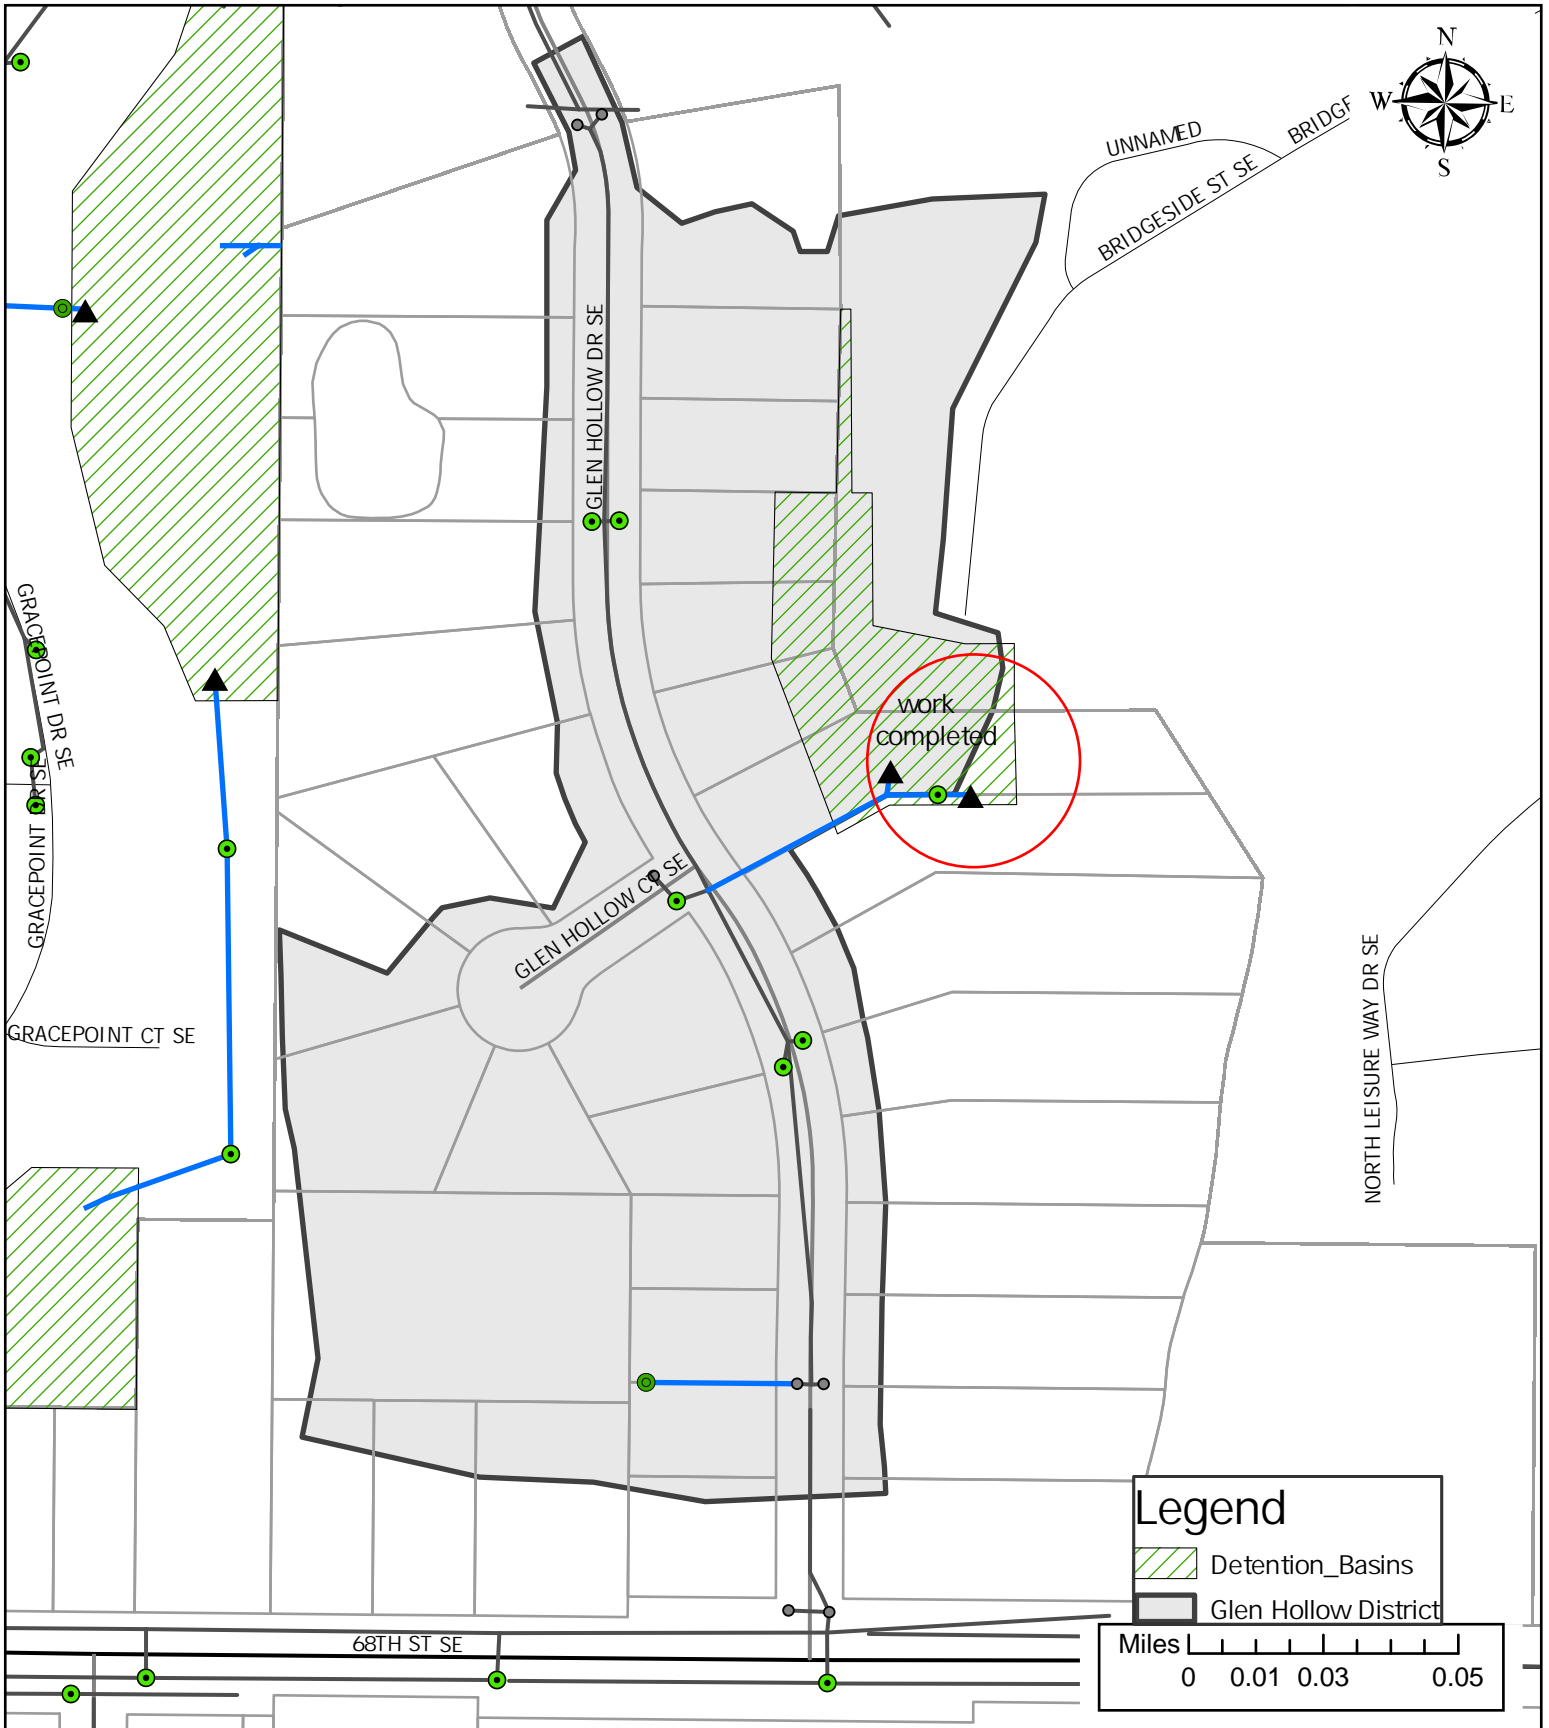 N
W E
S
UNNAMED
BRIDGESIDE ST SE
GLEN HOLLOW DR SE
GRACEPOINT DR SE
work
completed
GLEN HOLLOW CT SE
GRACEPOINT DR SE
GRACEPOINT CT SE
NORTH LEISURE WAY DR SE
Legend
Detention_Basins
Glen Hollow District
68TH ST SE
Miles
0 0.01 0.03 0.05